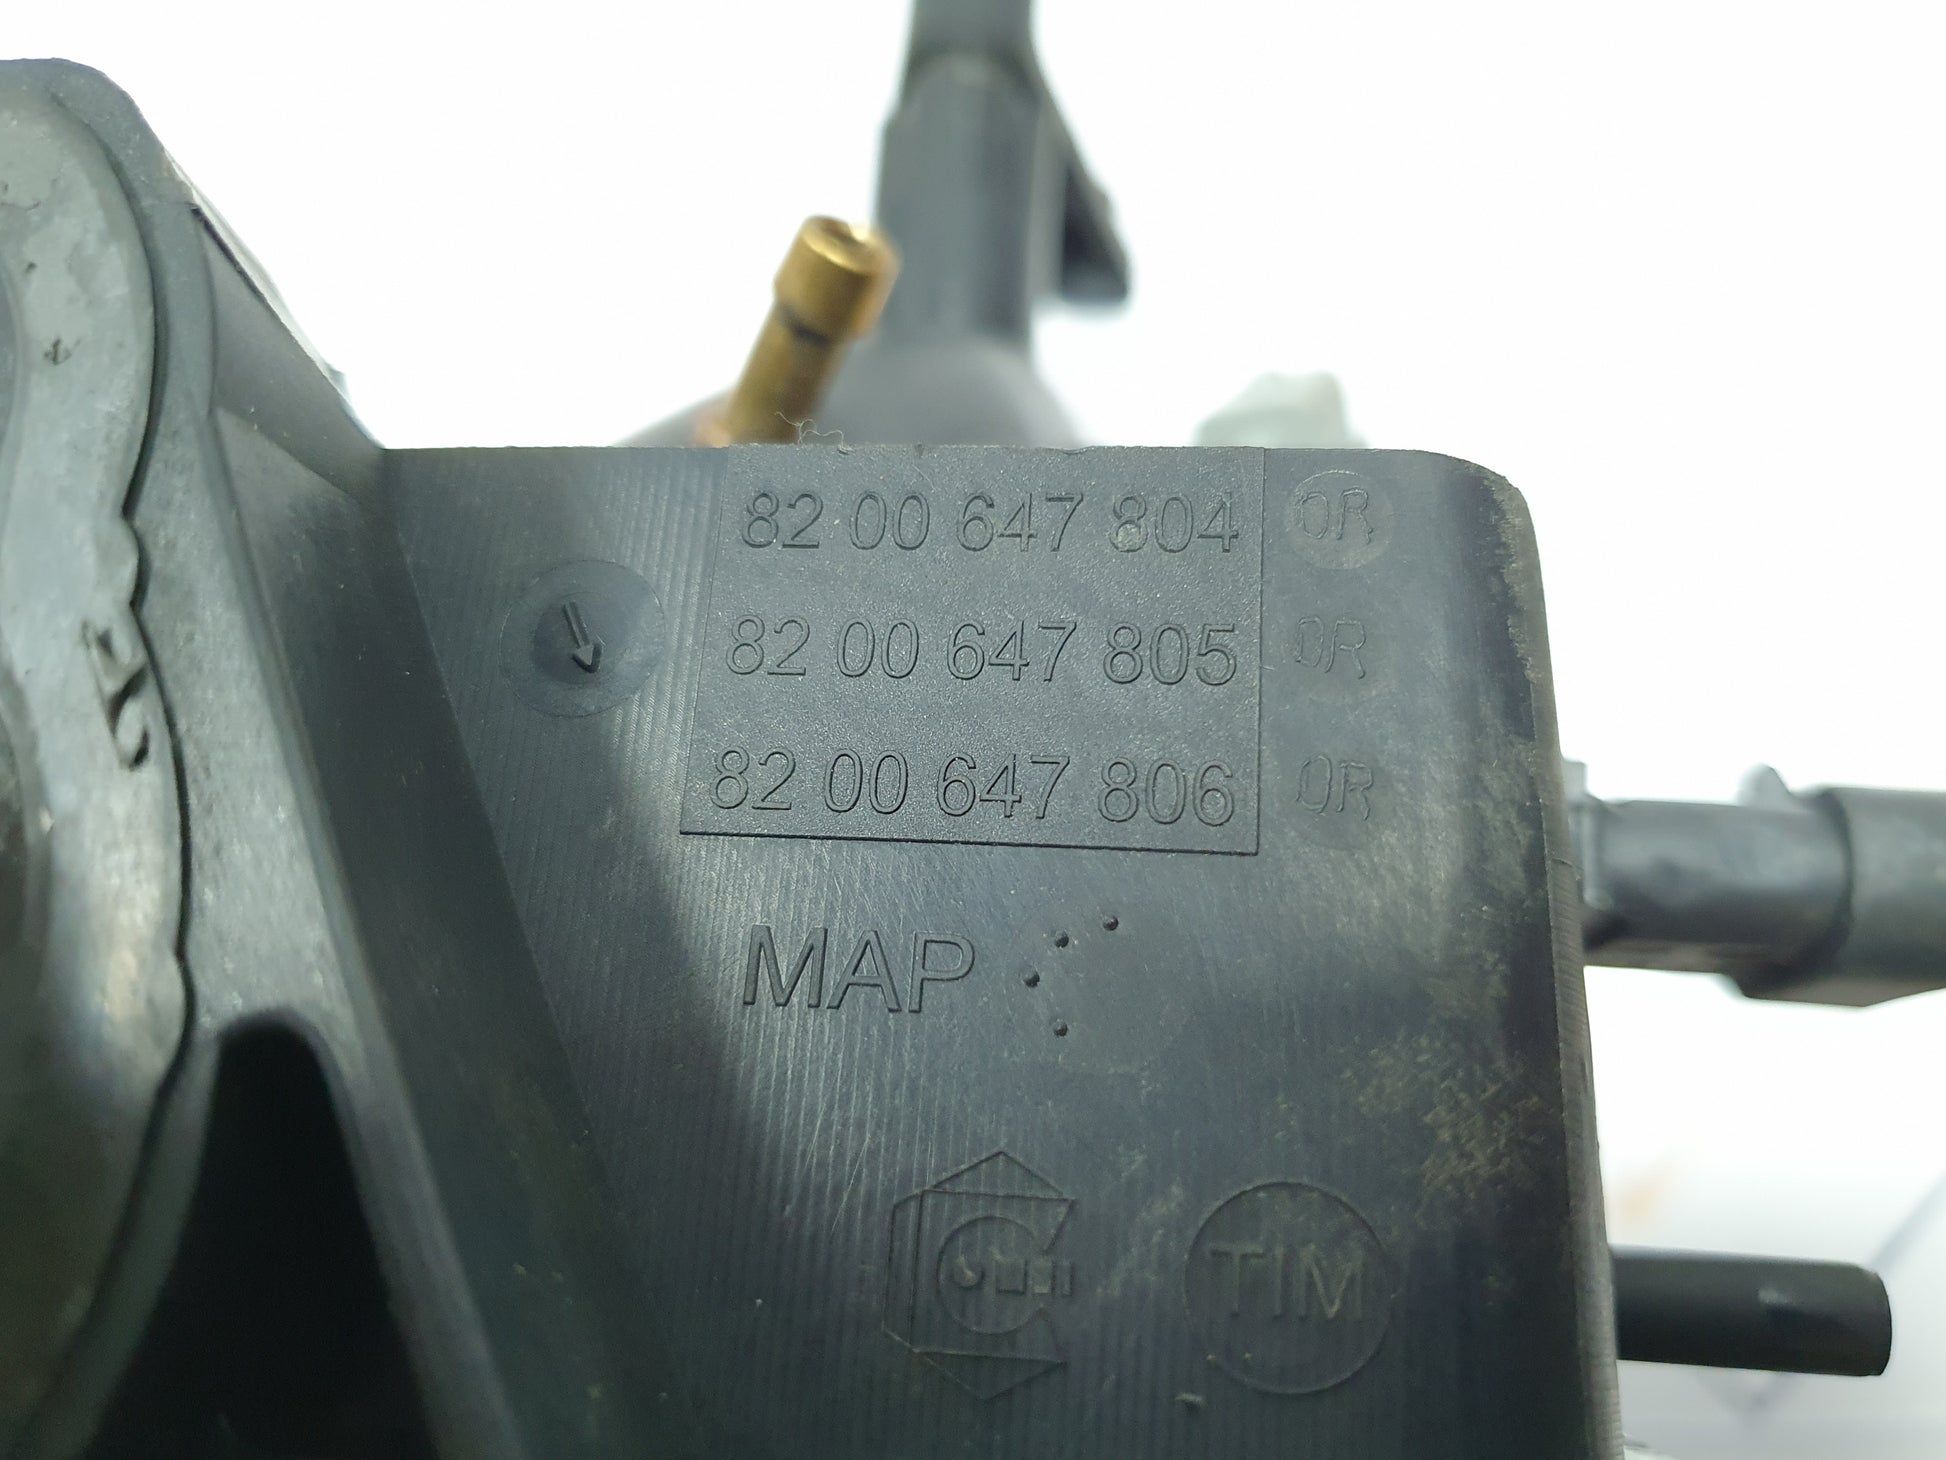 82 00 647 804 OR
82 00 647 805 OR
82 00 647 806 OR
MAP
TIM